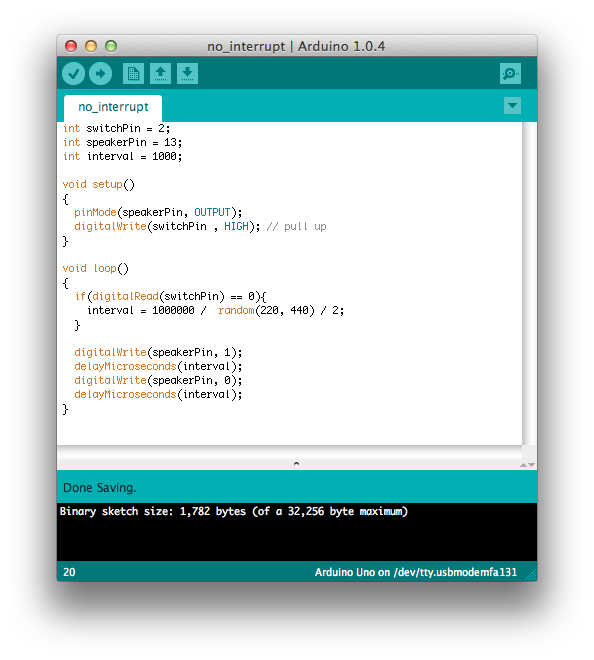 no_interrupt | Arduino 1.0.4
no_interrupt
int switchPin = 2;
int speakerPin = 13;
int interval = 1000;

void setup()
{
  pinMode(speakerPin, OUTPUT);
  digitalWrite(switchPin , HIGH); // pull up
}

void loop()
{
  if(digitalRead(switchPin) == 0){
    interval = 1000000 /  random(220, 440) / 2;
  }

  digitalWrite(speakerPin, 1);
  delayMicroseconds(interval);
  digitalWrite(speakerPin, 0);
  delayMicroseconds(interval);
}
Done Saving.
Binary sketch size: 1,782 bytes (of a 32,256 byte maximum)
20
Arduino Uno on /dev/tty.usbmodemfa131